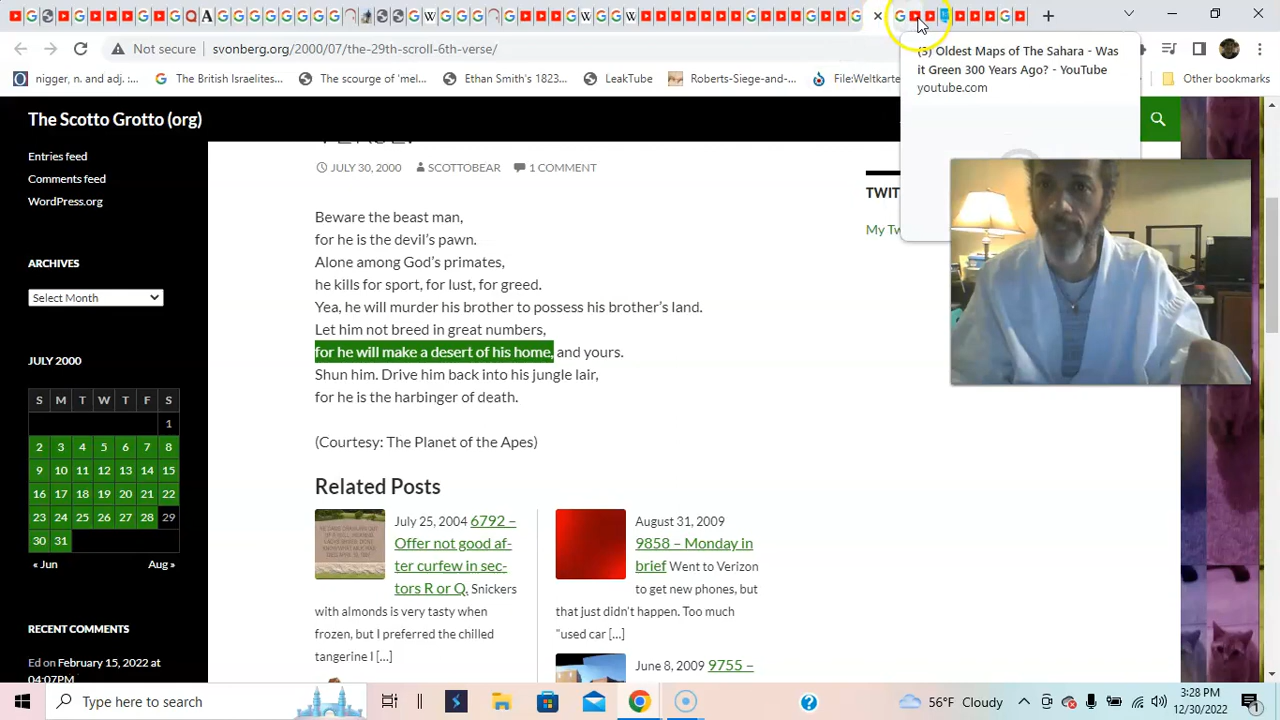 Not secure
svonberg.org/2000/07/the-29th-scroll-6th-verse/
nigger, n. and adj. :...
The British Israelites...
The scourge of 'mel...
Ethan Smith's 1823...
LeakTube
Roberts-Siege-and-...
File:Weltkarte
Other bookmarks
(5) Oldest Maps of The Sahara - Was
it Green 300 Years Ago? - YouTube
youtube.com
The Scotto Grotto (org)
Entries feed
Comments feed
WordPress.org
ARCHIVES
Select Month
JULY 2000
S M T W T F S
1
2 3 4 5 6 7 8
9 10 11 12 13 14 15
16 17 18 19 20 21 22
23 24 25 26 27 28 29
30 31
« Jun Aug »
RECENT COMMENTS
Ed on February 15, 2022 at
04:07PM
JULY 30, 2000 SCOTTOBEAR 1 COMMENT
Beware the beast man,
for he is the devil's pawn.
Alone among God's primates,
he kills for sport, for lust, for greed.
Yea, he will murder his brother to possess his brother's land.
Let him not breed in great numbers,
for he will make a desert of his home, and yours.
Shun him. Drive him back into his jungle lair,
for he is the harbinger of death.
(Courtesy: The Planet of the Apes)
Related Posts
July 25, 2004 6792 –
Offer not good af-
ter curfew in sec-
tors R or Q. Snickers
with almonds is very tasty when
frozen, but I preferred the chilled
tangerine I […]
August 31, 2009
9858 – Monday in
brief Went to Verizon
to get new phones, but
that just didn't happen. Too much
"used car […]
June 8, 2009 9755 –
TWIT
My Tw
Type here to search
56°F Cloudy
3:28 PM
12/30/2022